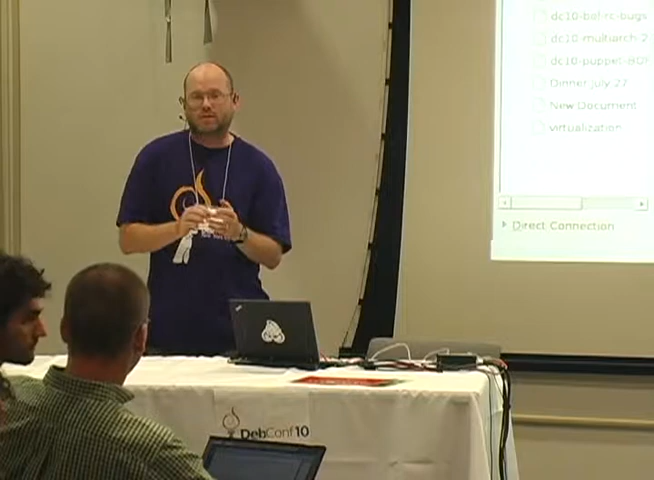 dc10-bof-rc-bugs
dc10-multiarch-2
dc10-puppet-BOF
Dinner July 27
New Document
virtualization
Direct Connection
DebConf10